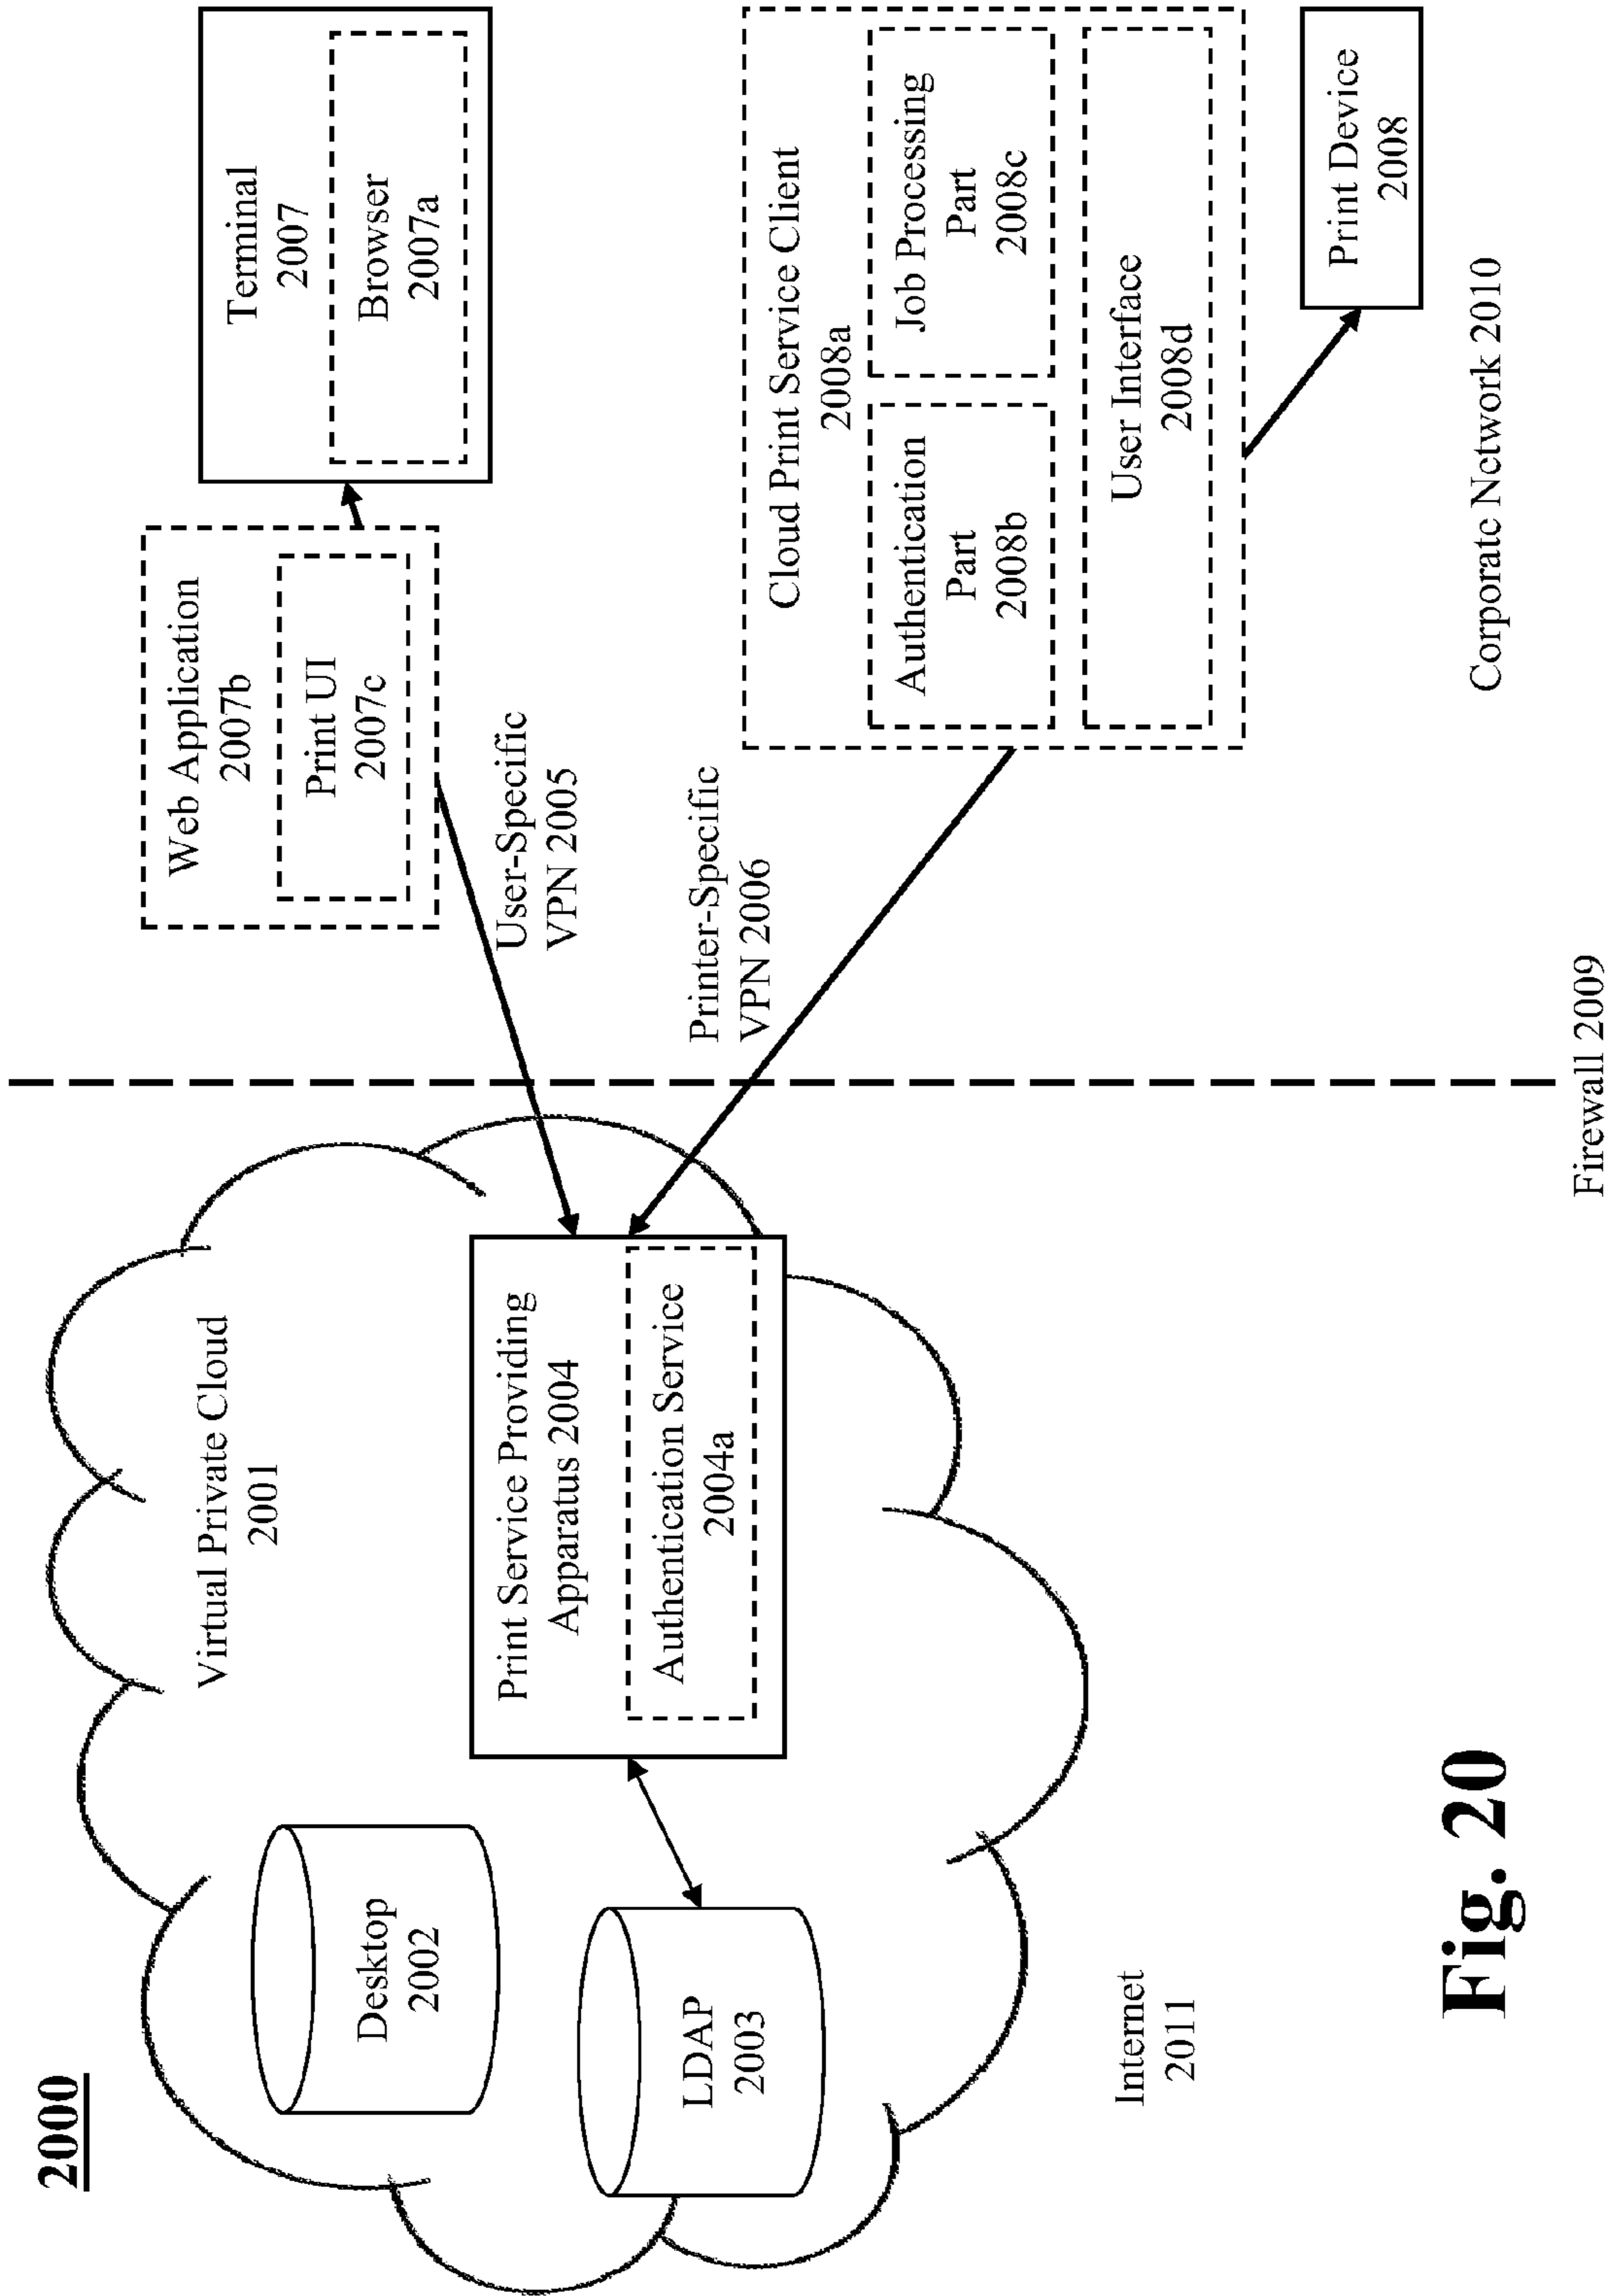 2000
Virtual Private Cloud
2001
Desktop
2002
LDAP
2003
Print Service Providing
Apparatus 2004
Authentication Service
2004a
Internet
2011
Web Application
2007b
Print UI
2007c
Terminal
2007
Browser
2007a
User-Specific
VPN 2005
Printer-Specific
VPN 2006
Cloud Print Service Client
2008a
Authentication
Part
2008b
Job Processing
Part
2008c
User Interface
2008d
Print Device
2008
Corporate Network 2010
Firewall 2009
Fig. 20